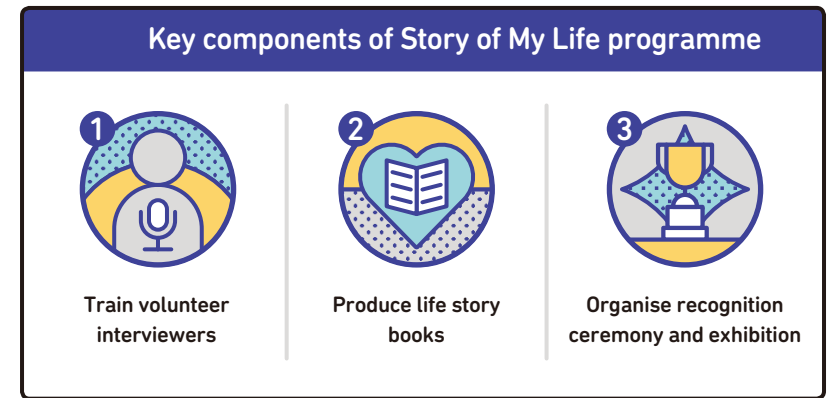 Key components of Story of My Life programme
1
Train volunteer
interviewers
2
Produce life story
books
3
Organise recognition
ceremony and exhibition